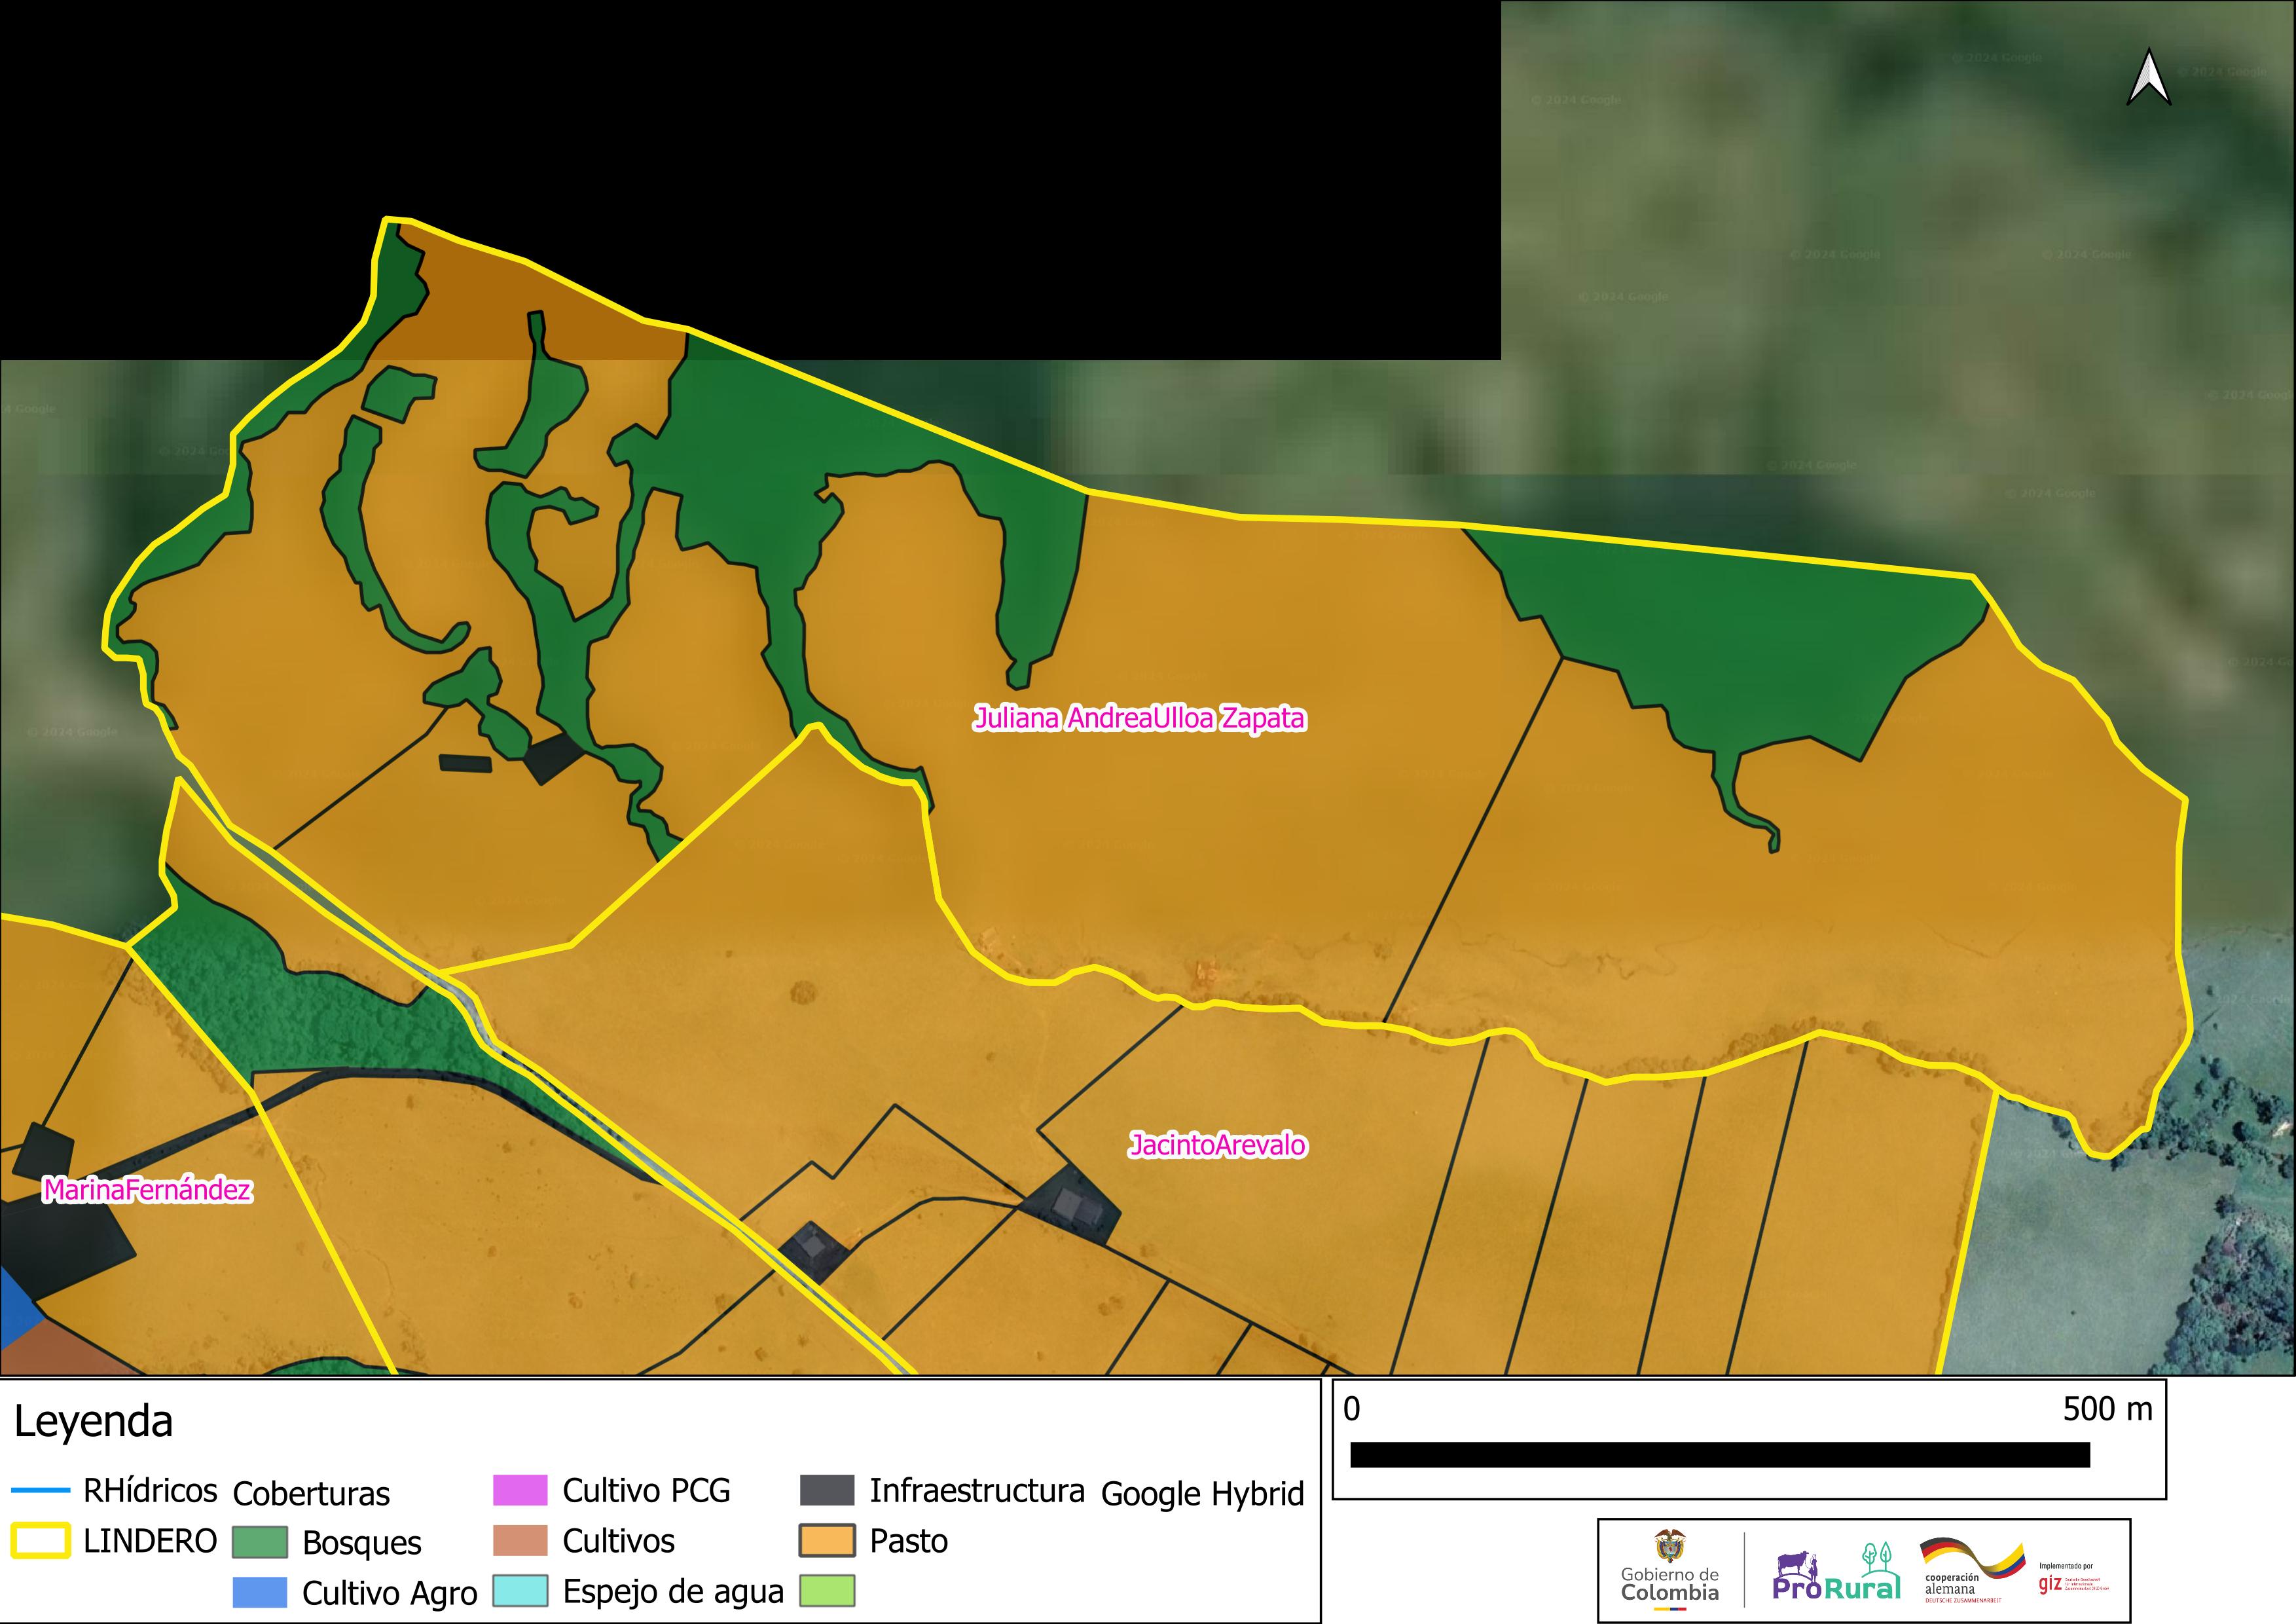 © 2024 Google
Juliana AndreaUlloa Zapata
JacintoArevalo
MarinaFernández
Leyenda
RHídricos
LINDERO
Coberturas
Bosques
Cultivo Agro
Cultivo PCG
Cultivos
Espejo de agua
Infraestructura
Pasto
Google Hybrid
0 500 m
Gobierno de
Colombia
ProRural
cooperación
alemana
DEUTSCHE ZUSAMMENARBEIT
Implementado por
giz